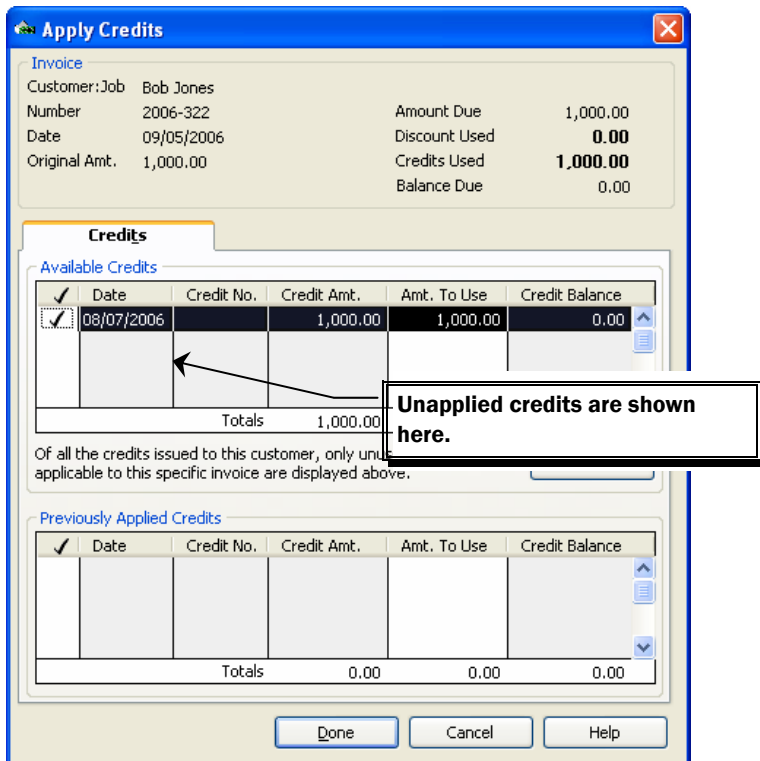 Apply Credits
Invoice
Customer:Job Bob Jones
Number 2006-322 Amount Due 1,000.00
Date 09/05/2006 Discount Used 0.00
Original Amt. 1,000.00 Credits Used 1,000.00
Balance Due 0.00
Credits
Available Credits
✓ Date Credit No. Credit Amt. Amt. To Use Credit Balance
✓ 08/07/2006 1,000.00 1,000.00 0.00
Unapplied credits are shown
here.
Totals 1,000.00
Of all the credits issued to this customer, only
applicable to this specific invoice are displayed above.
Previously Applied Credits
✓ Date Credit No. Credit Amt. Amt. To Use Credit Balance
Totals 0.00 0.00 0.00
Done Cancel Help